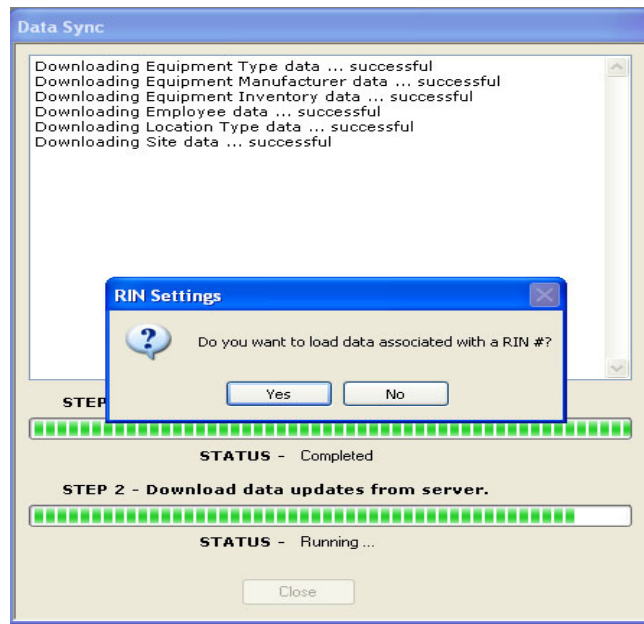 Data Sync
Downloading Equipment Type data ... successful
Downloading Equipment Manufacturer data ... successful
Downloading Equipment Inventory data ... successful
Downloading Employee data ... successful
Downloading Location Type data ... successful
Downloading Site data ... successful
RIN Settings
Do you want to load data associated with a RIN #?
Yes No
STEP
STATUS - Completed
STEP 2 - Download data updates from server.
STATUS - Running ...
Close